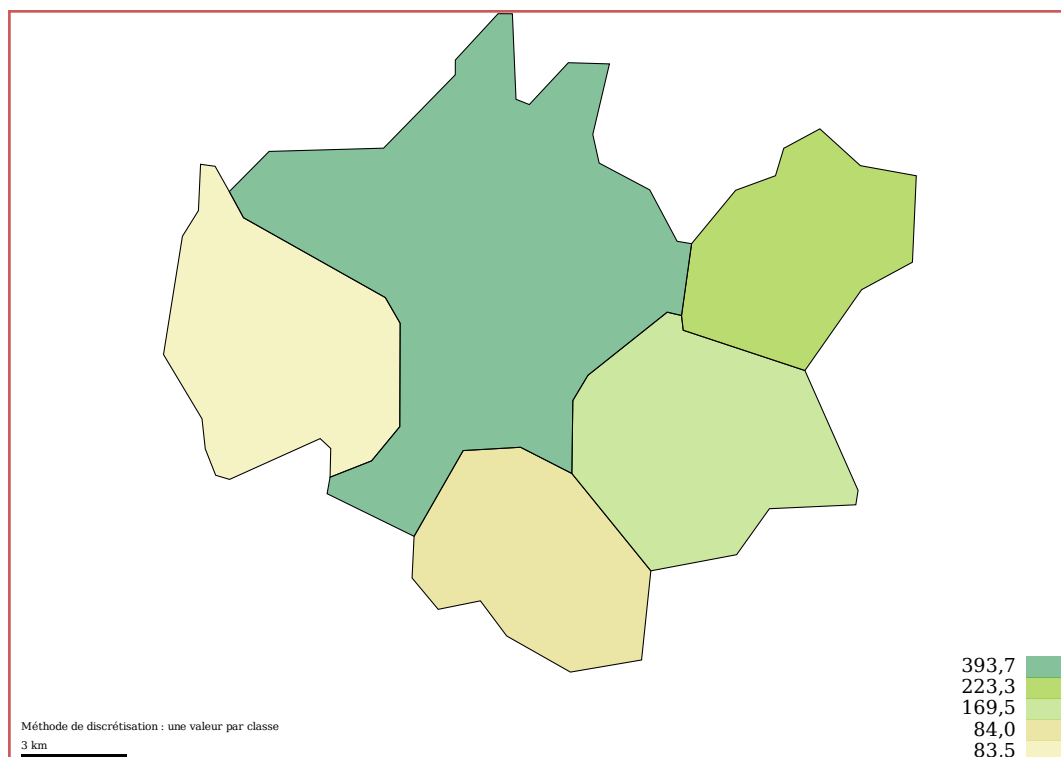 393,7
223,3
169,5
84,0
83,5
Méthode de discrétisation : une valeur par classe
3 km